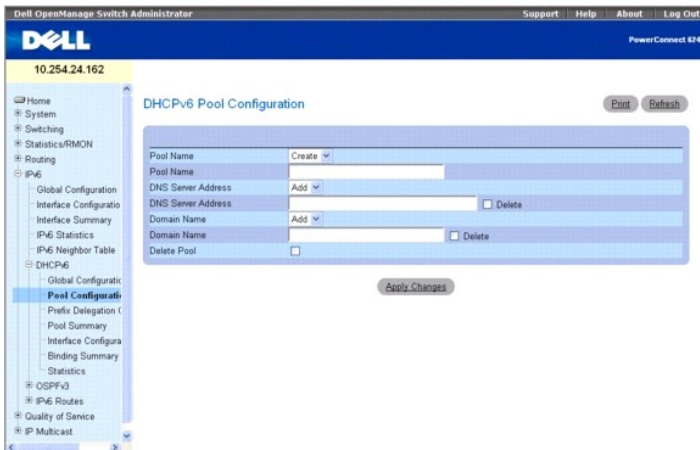 Dell OpenManage Switch Administrator
Support Help About Log Out
DELL
PowerConnect 624
10.254.24.162
Home
System
Switching
Statistics/RMON
Routing
IPv6
Global Configuration
Interface Configuratio
Interface Summary
IPv6 Statistics
IPv6 Neighbor Table
DHCPv6
Global Configuratic
Pool Configuratio
Prefix Delegation C
Pool Summary
Interface Configura
Binding Summary
Statistics
OSPFv3
IPv6 Routes
Quality of Service
IP Multicast
DHCPv6 Pool Configuration
Print Refresh
Pool Name Create
Pool Name
DNS Server Address Add
DNS Server Address Delete
Domain Name Add
Domain Name Delete
Delete Pool
Apply Changes